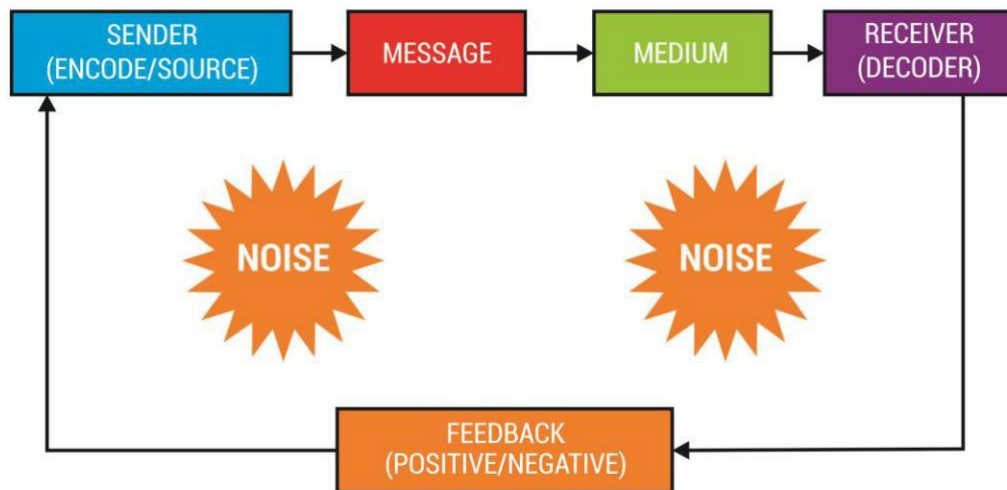 SENDER
(ENCODE/SOURCE)
MESSAGE
MEDIUM
RECEIVER
(DECODER)
NOISE
NOISE
FEEDBACK
(POSITIVE/NEGATIVE)